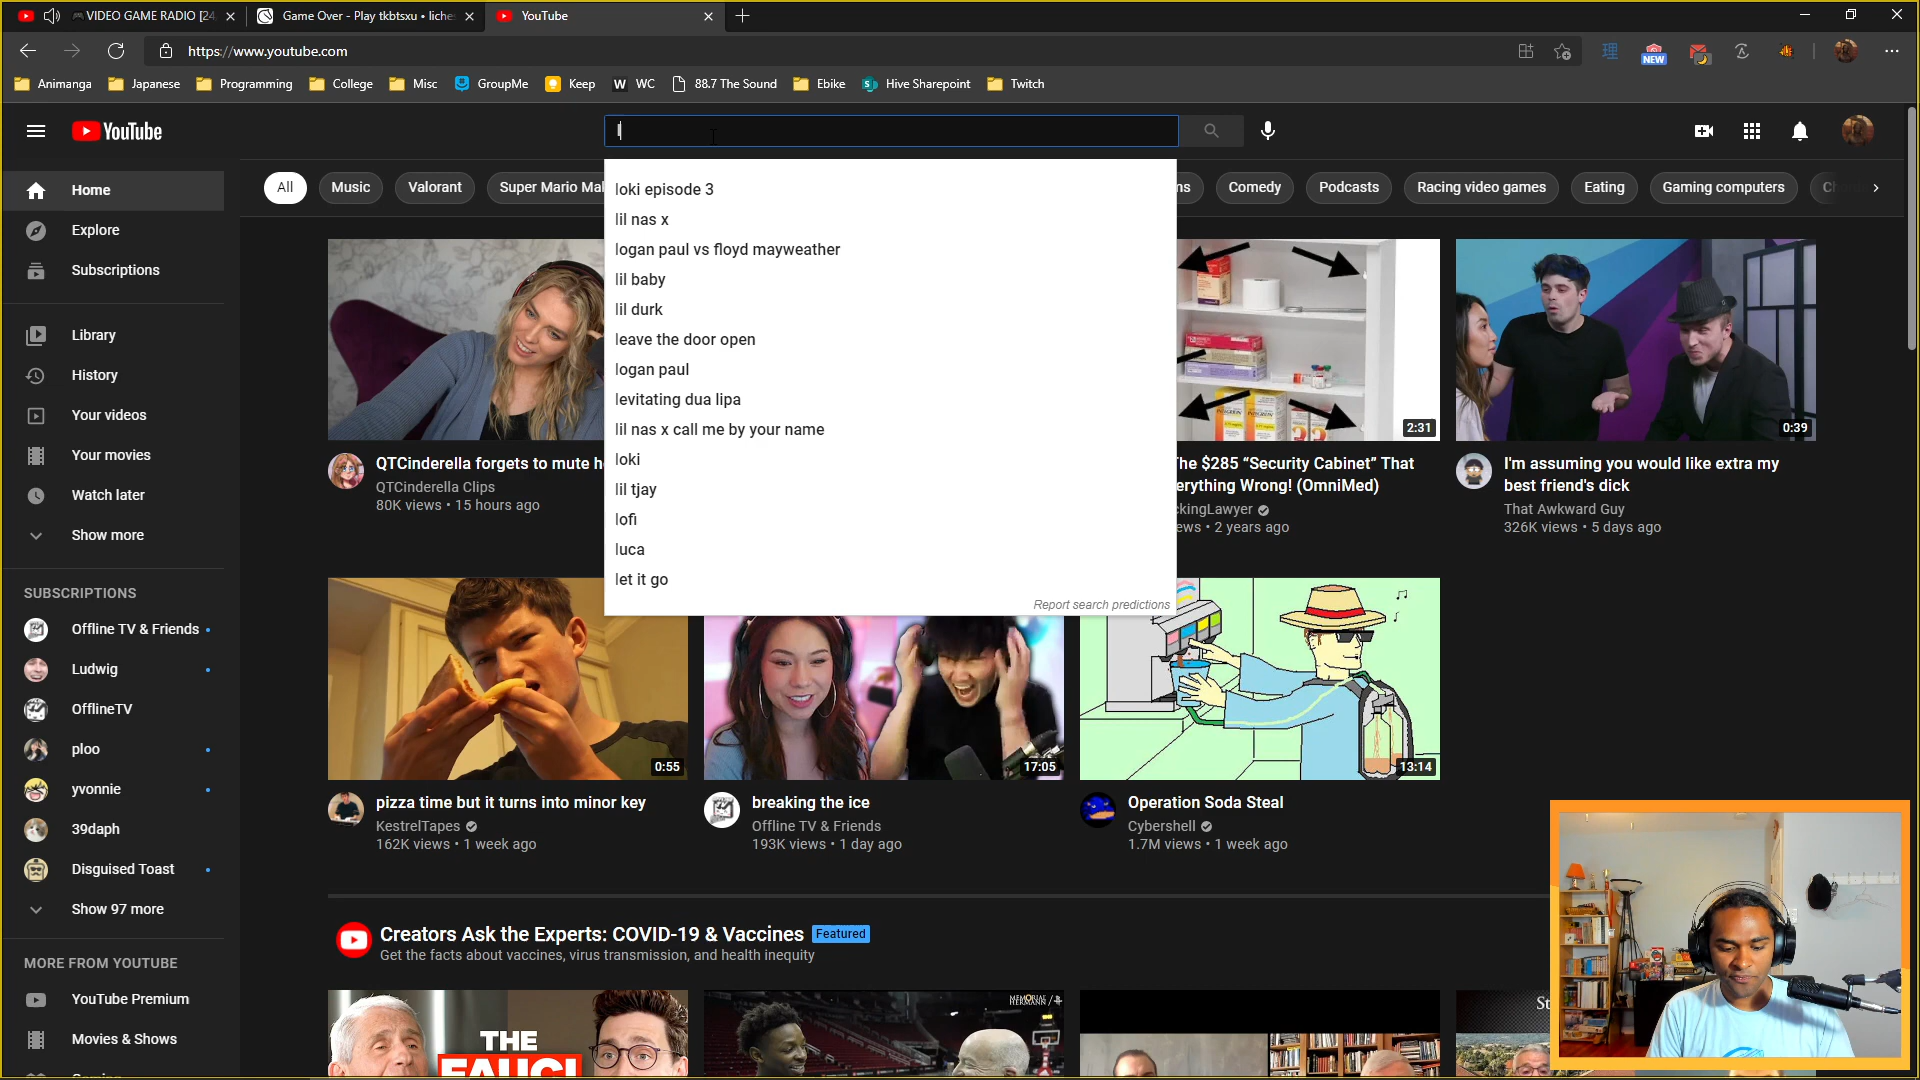 VIDEO GAME RADIO [24
Game Over - Play tkbtsxu • liches
YouTube
https://www.youtube.com
NEW
Animanga
Japanese
Programming
College
Misc
GroupMe
Keep
W WC
88.7 The Sound
Ebike
Hive Sharepoint
Twitch
YouTube
l
All
Music
Valorant
Super Mario Mak
ms
Comedy
Podcasts
Racing video games
Eating
Gaming computers
loki episode 3
lil nas x
logan paul vs floyd mayweather
lil baby
lil durk
leave the door open
logan paul
levitating dua lipa
lil nas x call me by your name
loki
lil tjay
lofi
luca
let it go
Report search predictions
Home
Explore
Subscriptions
Library
History
Your videos
Your movies
Watch later
Show more
SUBSCRIPTIONS
Offline TV & Friends
Ludwig
OfflineTV
ploo
yvonnie
39daph
Disguised Toast
Show 97 more
MORE FROM YOUTUBE
YouTube Premium
Movies & Shows
QTCinderella forgets to mute h
QTCinderella Clips
80K views • 15 hours ago
2:31
The $285 “Security Cabinet” That
erything Wrong! (OmniMed)
ckingLawyer
ews • 2 years ago
0:39
I'm assuming you would like extra my
best friend's dick
That Awkward Guy
326K views • 5 days ago
0:55
pizza time but it turns into minor key
KestrelTapes
162K views • 1 week ago
17:05
breaking the ice
Offline TV & Friends
193K views • 1 day ago
13:14
Operation Soda Steal
Cybershell
1.7M views • 1 week ago
Creators Ask the Experts: COVID-19 & Vaccines Featured
Get the facts about vaccines, virus transmission, and health inequity
THE
FAUCI
MEMORIAL
HERMANN
St